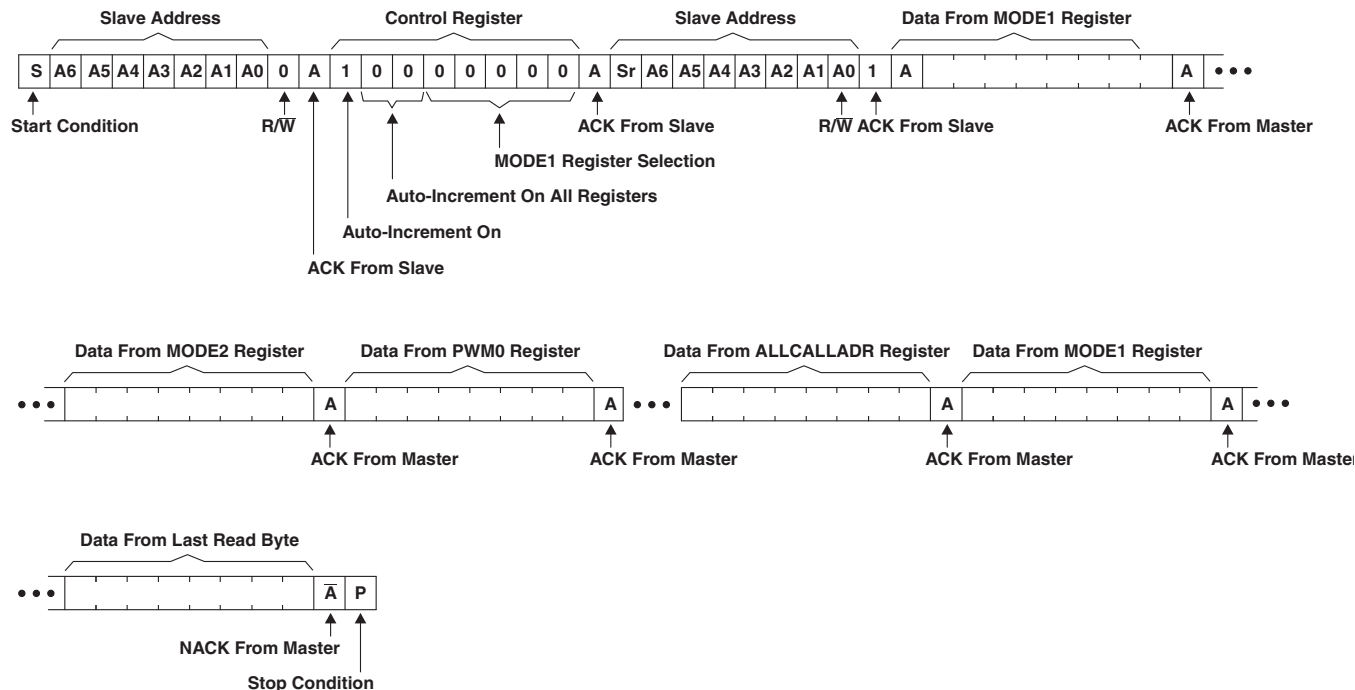 Slave Address Control Register Slave Address Data From MODE1 Register
S A6 A5 A4 A3 A2 A1 A0 0 A 1 0 0 0 0 0 0 0 A Sr A6 A5 A4 A3 A2 A1 A0 1 A A •••
Start Condition R/W̅ ACK From Slave R/W̅ ACK From Slave ACK From Master
MODE1 Register Selection
Auto-Increment On All Registers
Auto-Increment On
ACK From Slave
Data From MODE2 Register Data From PWM0 Register Data From ALLCALLADR Register Data From MODE1 Register
••• A A ••• A A •••
ACK From Master ACK From Master ACK From Master ACK From Master
Data From Last Read Byte
••• A̅ P
NACK From Master
Stop Condition